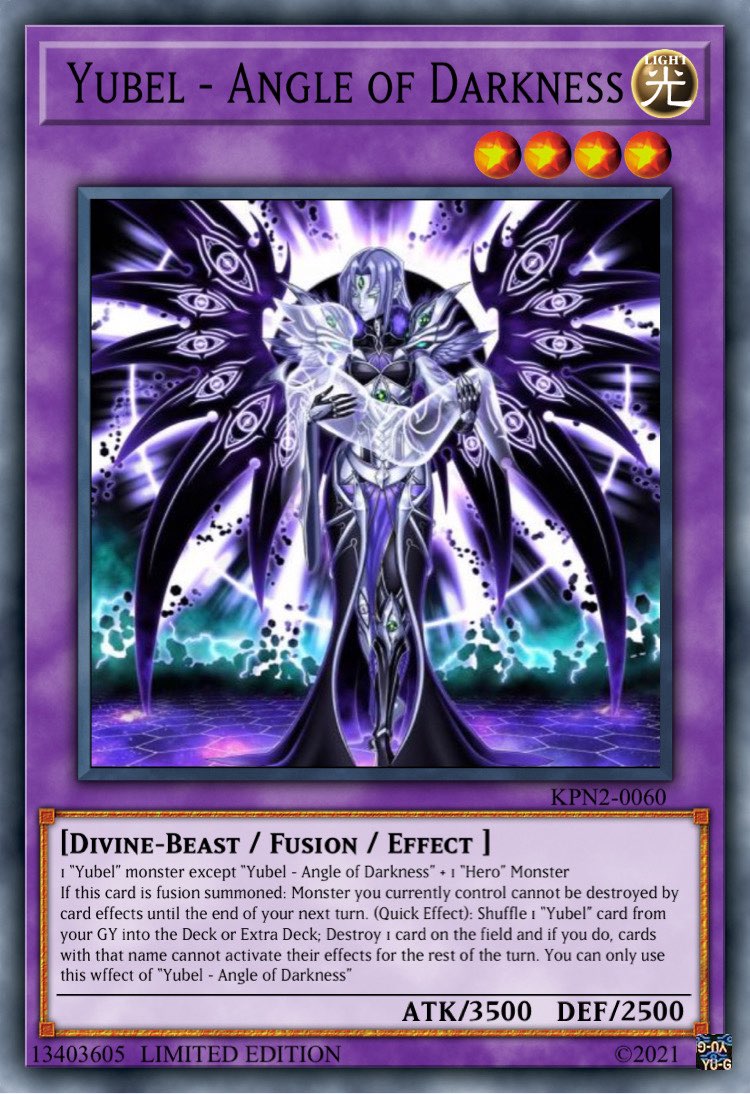 Yubel - Angle of Darkness
LIGHT
光
KPN2-0060
[Divine-Beast / Fusion / Effect ]
1 "Yubel" monster except "Yubel - Angle of Darkness" + 1 "Hero" Monster
If this card is fusion summoned: Monster you currently control cannot be destroyed by
card effects until the end of your next turn. (Quick Effect): Shuffle 1 "Yubel" card from
your GY into the Deck or Extra Deck; Destroy 1 card on the field and if you do, cards
with that name cannot activate their effects for the rest of the turn. You can only use
this wffect of "Yubel - Angle of Darkness"
ATK/3500 DEF/2500
13403605 LIMITED EDITION ©2021
YU-G
YU-G